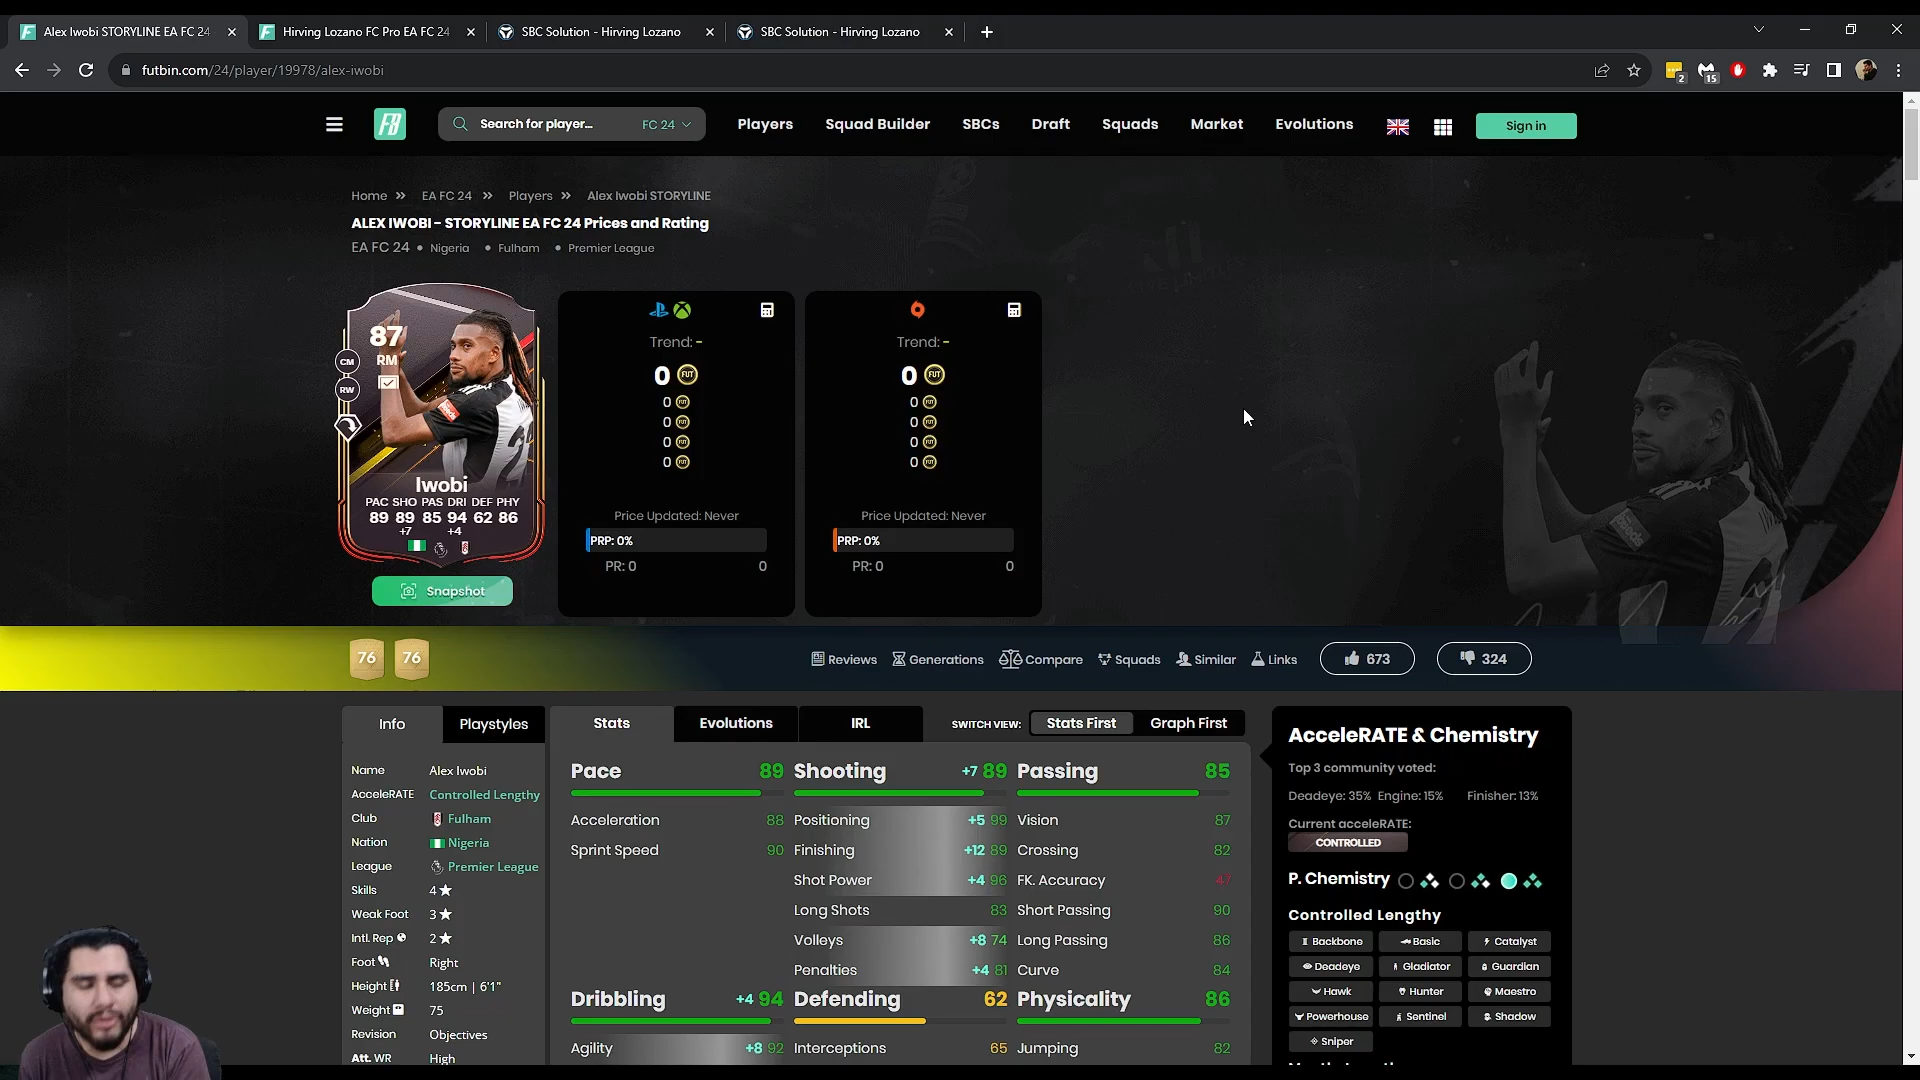 Alex Iwobi STORYLINE EA FC 24
Hirving Lozano FC Pro EA FC 24
SBC Solution - Hirving Lozano
SBC Solution - Hirving Lozano
futbin.com/24/player/19978/alex-iwobi
2
15
Search for player...
FC 24
Players
Squad Builder
SBCs
Draft
Squads
Market
Evolutions
Sign in
Home
EA FC 24
Players
Alex Iwobi STORYLINE
ALEX IWOBI - STORYLINE EA FC 24 Prices and Rating
EA FC 24 • Nigeria • Fulham • Premier League
87
RM
CM
RW
Iwobi
PAC SHO PAS DRI DEF PHY
89 89 85 94 62 86
+7 +4
Snapshot
Trend: -
0
0
0
0
0
Price Updated: Never
PRP: 0%
PR: 0 0
Trend: -
0
0
0
0
0
Price Updated: Never
PRP: 0%
PR: 0 0
76 76
Reviews
Generations
Compare
Squads
Similar
Links
673
324
Info
Playstyles
Name Alex Iwobi
AcceleRATE Controlled Lengthy
Club Fulham
Nation Nigeria
League Premier League
Skills 4
Weak Foot 3
Intl. Rep 2
Foot Right
Height 185cm | 6'1"
Weight 75
Revision Objectives
Att. WR High
Stats
Evolutions
IRL
SWITCH VIEW:
Stats First
Graph First
Pace 89
Acceleration 88
Sprint Speed 90
Shooting +7 89
Positioning +5 99
Finishing +12 89
Shot Power +4 96
Long Shots 83
Volleys +8 74
Penalties +4 81
Passing 85
Vision 87
Crossing 82
FK. Accuracy 47
Short Passing 90
Long Passing 86
Curve 84
Dribbling +4 94
Agility +8 92
Defending 62
Interceptions 65
Physicality 86
Jumping 82
AcceleRATE & Chemistry
Top 3 community voted:
Deadeye: 35% Engine: 15% Finisher: 13%
Current acceleRATE:
CONTROLLED
P. Chemistry
Controlled Lengthy
Backbone
Basic
Catalyst
Deadeye
Gladiator
Guardian
Hawk
Hunter
Maestro
Powerhouse
Sentinel
Shadow
Sniper